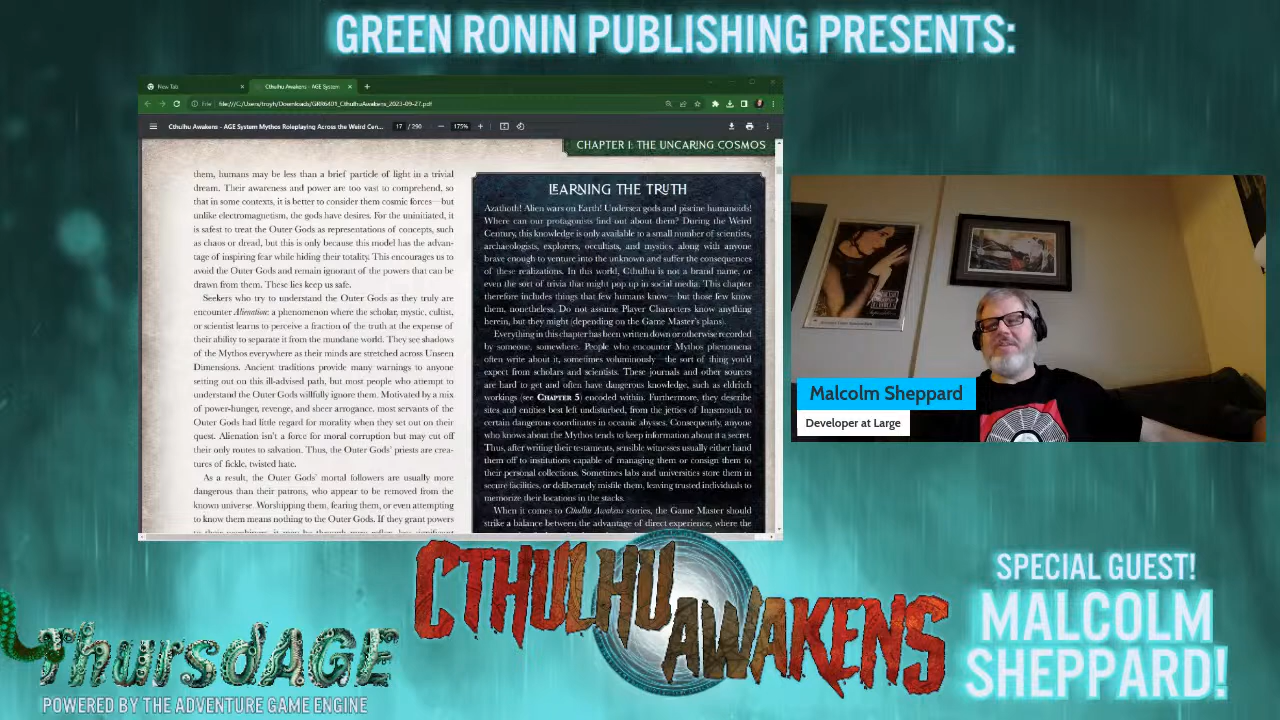 GREEN RONIN PUBLISHING PRESENTS:
New Tab
Cthulhu Awakens - AGE System
File
file:///C:/Users/troyh/Downloads/GRR6401_CthulhuAwakens_2023-09-27.pdf
Cthulhu Awakens - AGE System Mythos Roleplaying Across the Weird Cen...
17 / 290
175%
CHAPTER 1: THE UNCARING COSMOS
them, humans may be less than a brief particle of light in a trivial
dream. Their awareness and power are too vast to comprehend, so
that in some contexts, it is better to consider them cosmic forces—but
unlike electromagnetism, the gods have desires. For the uninitiated, it
is safest to treat the Outer Gods as representations of concepts, such
as chaos or dread, but this is only because this model has the advan-
tage of inspiring fear while hiding their totality. This encourages us to
avoid the Outer Gods and remain ignorant of the powers that can be
drawn from them. These lies keep us safe.
Seekers who try to understand the Outer Gods as they truly are
encounter Alienation: a phenomenon where the scholar, mystic, cultist,
or scientist learns to perceive a fraction of the truth at the expense of
their ability to separate it from the mundane world. They see shadows
of the Mythos everywhere as their minds are stretched across Unseen
Dimensions. Ancient traditions provide many warnings to anyone
setting out on this ill-advised path, but most people who attempt to
understand the Outer Gods willfully ignore them. Motivated by a mix
of power-hunger, revenge, and sheer arrogance, most servants of the
Outer Gods had little regard for morality when they set out on their
quest. Alienation isn't a force for moral corruption but may cut off
their only routes to salvation. Thus, the Outer Gods' priests are crea-
tures of fickle, twisted hate.
As a result, the Outer Gods' mortal followers are usually more
dangerous than their patrons, who appear to be removed from the
known universe. Worshipping them, fearing them, or even attempting
to know them means nothing to the Outer Gods. If they grant powers
LEARNING THE TRUTH
Azathoth! Alien wars on Earth! Undersea gods and piscine humanoids!
Where can our protagonists find out about them? During the Weird
Century, this knowledge is only available to a small number of scientists,
archaeologists, explorers, occultists, and mystics, along with anyone
brave enough to venture into the unknown and suffer the consequences
of these realizations. In this world, Cthulhu is not a brand name, or
even the sort of trivia that might pop up in social media. This chapter
therefore includes things that few humans know—but those few know
them, nonetheless. Do not assume Player Characters know anything
herein, but they might (depending on the Game Master's plans).
Everything in this chapter has been written down or otherwise recorded
by someone, somewhere. People who encounter Mythos phenomena
often write about it, sometimes voluminously—the sort of thing you'd
expect from scholars and scientists. These journals and other sources
are hard to get and often have dangerous knowledge, such as eldritch
workings (see CHAPTER 5) encoded within. Furthermore, they describe
sites and entities best left undisturbed, from the jetties of Innsmouth to
certain dangerous coordinates in oceanic abysses. Consequently, anyone
who knows about the Mythos tends to keep information about it a secret.
Thus, after writing their testaments, sensible witnesses usually either hand
them off to institutions capable of managing them or consign them to
their personal collections. Sometimes labs and universities store them in
secure facilities, or deliberately misfile them, leaving trusted individuals to
memorize their locations in the stacks.
When it comes to Cthulhu Awakens stories, the Game Master should
strike a balance between the advantage of direct experience, where the
Malcolm Sheppard
Developer at Large
ThursdAGE
POWERED BY THE ADVENTURE GAME ENGINE
CTHULHU
AWAKENS
SPECIAL GUEST!
MALCOLM
SHEPPARD!